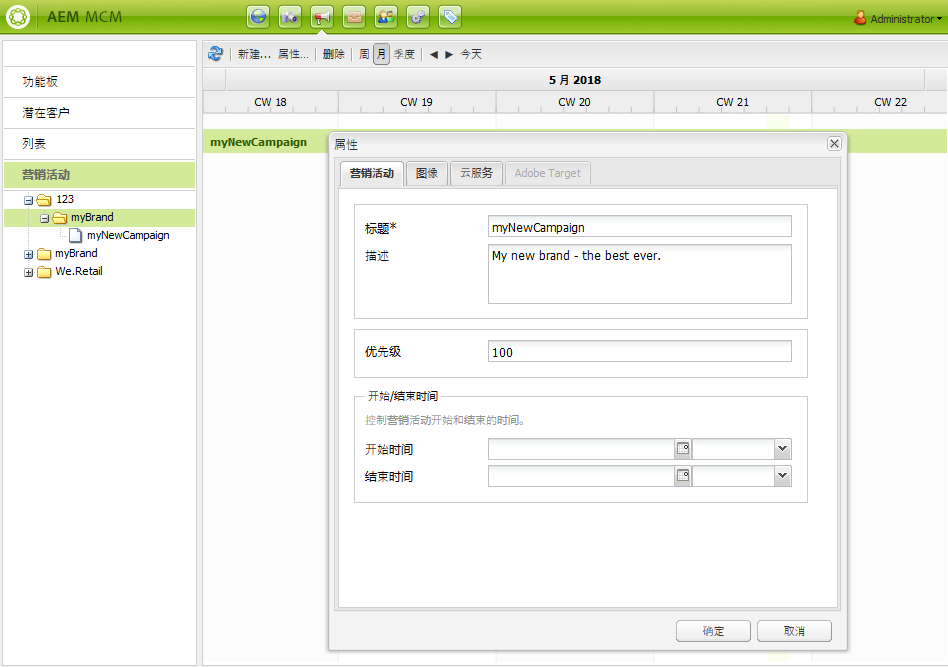 AEM MCM
Administrator
功能板
潜在客户
列表
营销活动
123
myBrand
myNewCampaign
myBrand
We.Retail
新建... 属性... 删除 周 月 季度 今天
5 月 2018
CW 18 CW 19 CW 20 CW 21 CW 22
myNewCampaign
属性
营销活动 图像 云服务 Adobe Target
标题* myNewCampaign
描述 My new brand - the best ever.
优先级 100
开始/结束时间
控制营销活动开始和结束的时间。
开始时间
结束时间
确定 取消